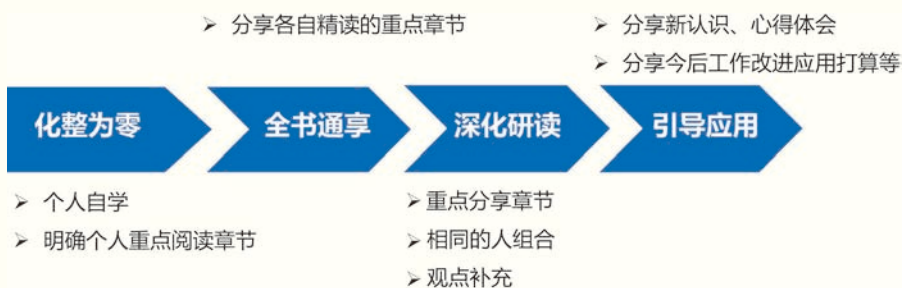 ➢ 分享各自精读的重点章节
➢ 分享新认识、心得体会
➢ 分享今后工作改进应用打算等
化整为零
全书通享
深化研读
引导应用
➢ 个人自学
➢ 明确个人重点阅读章节
➢ 重点分享章节
➢ 相同的人组合
➢ 观点补充